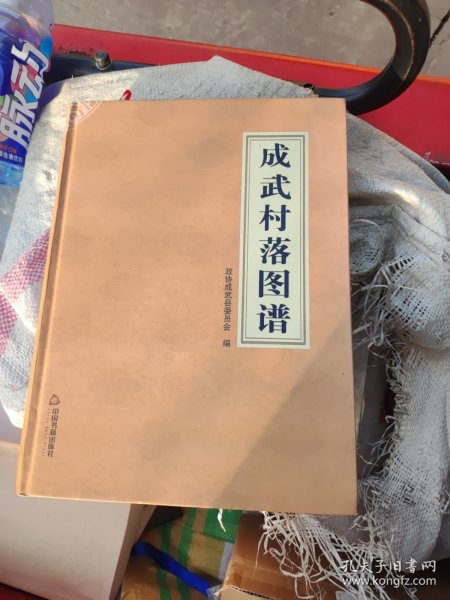 脉动
成武村落图谱
政协成武县委员会 编
中国书籍出版社
孔夫子旧书网
www.kongfz.com